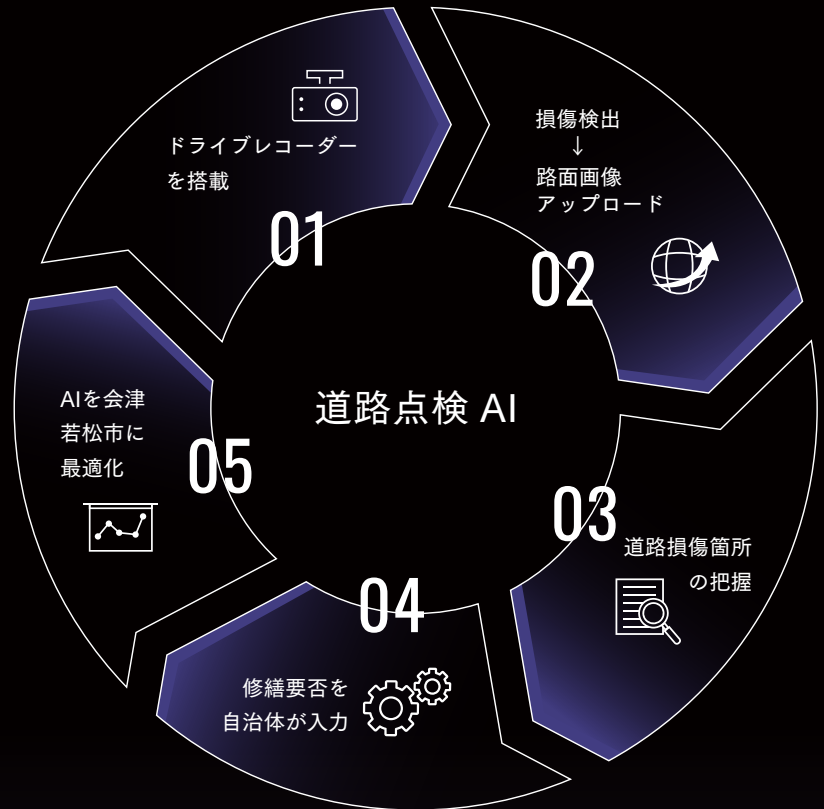 ドライブレコーダー
を搭載
01
損傷検出
↓
路面画像
アップロード
02
道路点検 AI
03
道路損傷箇所
の把握
04
修繕要否を
自治体が入力
05
AIを会津
若松市に
最適化